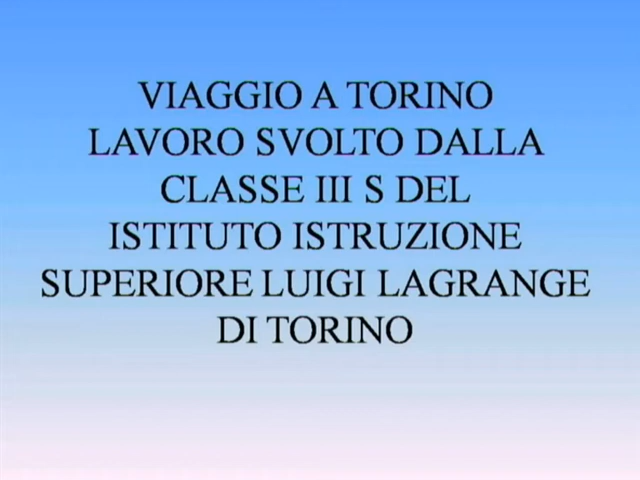 VIAGGIO A TORINO
LAVORO SVOLTO DALLA
CLASSE III S DEL
ISTITUTO ISTRUZIONE
SUPERIORE LUIGI LAGRANGE
DI TORINO